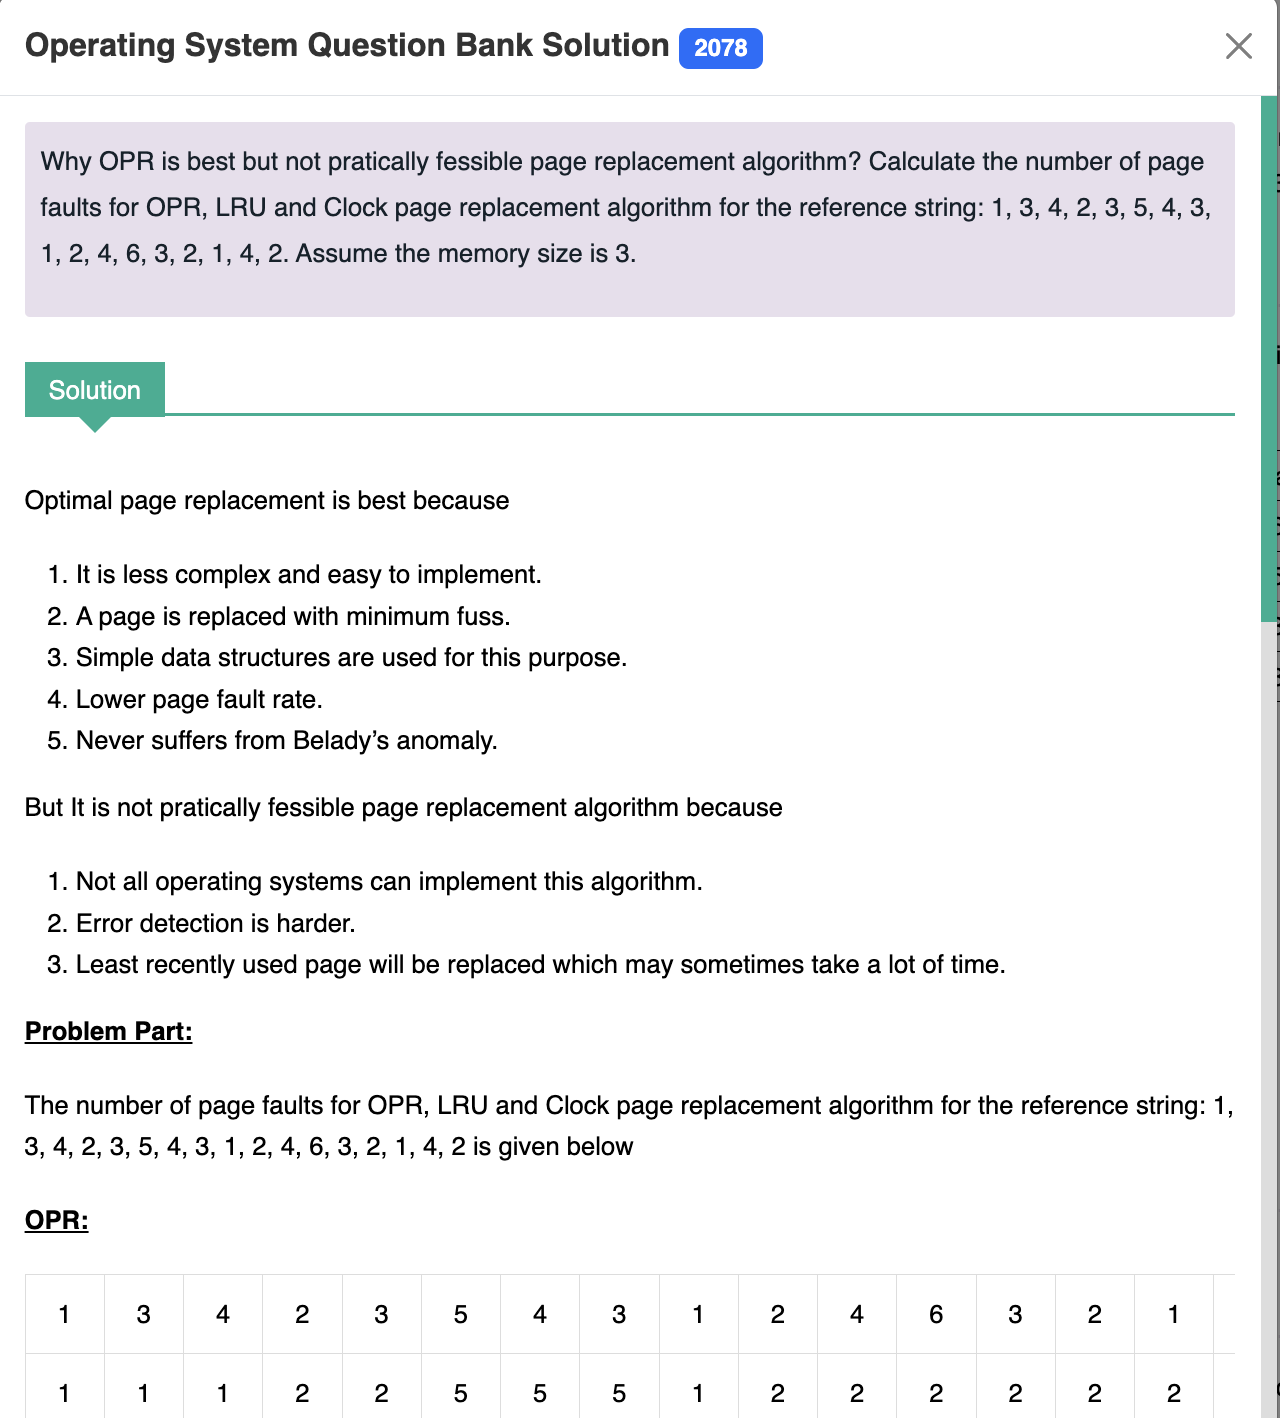 Operating System Question Bank Solution 2078
Why OPR is best but not pratically fessible page replacement algorithm? Calculate the number of page
faults for OPR, LRU and Clock page replacement algorithm for the reference string: 1, 3, 4, 2, 3, 5, 4, 3,
1, 2, 4, 6, 3, 2, 1, 4, 2. Assume the memory size is 3.
Solution
Optimal page replacement is best because
1. It is less complex and easy to implement.
2. A page is replaced with minimum fuss.
3. Simple data structures are used for this purpose.
4. Lower page fault rate.
5. Never suffers from Belady’s anomaly.
But It is not pratically fessible page replacement algorithm because
1. Not all operating systems can implement this algorithm.
2. Error detection is harder.
3. Least recently used page will be replaced which may sometimes take a lot of time.
Problem Part:
The number of page faults for OPR, LRU and Clock page replacement algorithm for the reference string: 1,
3, 4, 2, 3, 5, 4, 3, 1, 2, 4, 6, 3, 2, 1, 4, 2 is given below
OPR:
1 3 4 2 3 5 4 3 1 2 4 6 3 2 1
1 1 1 2 2 5 5 5 1 2 2 2 2 2 2